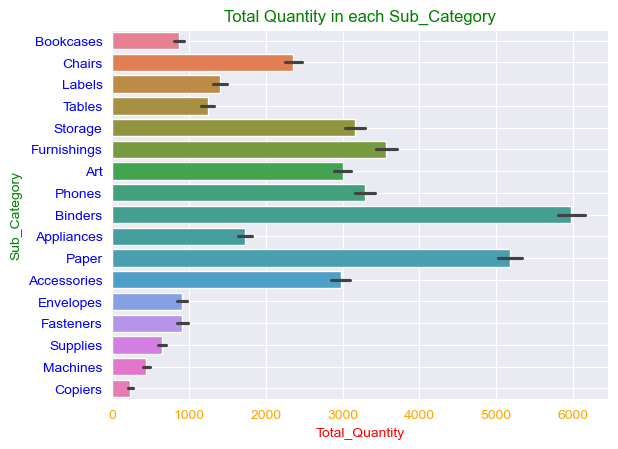 Total Quantity in each Sub_Category
Sub_Category
Bookcases
Chairs
Labels
Tables
Storage
Furnishings
Art
Phones
Binders
Appliances
Paper
Accessories
Envelopes
Fasteners
Supplies
Machines
Copiers
0 1000 2000 3000 4000 5000 6000
Total_Quantity